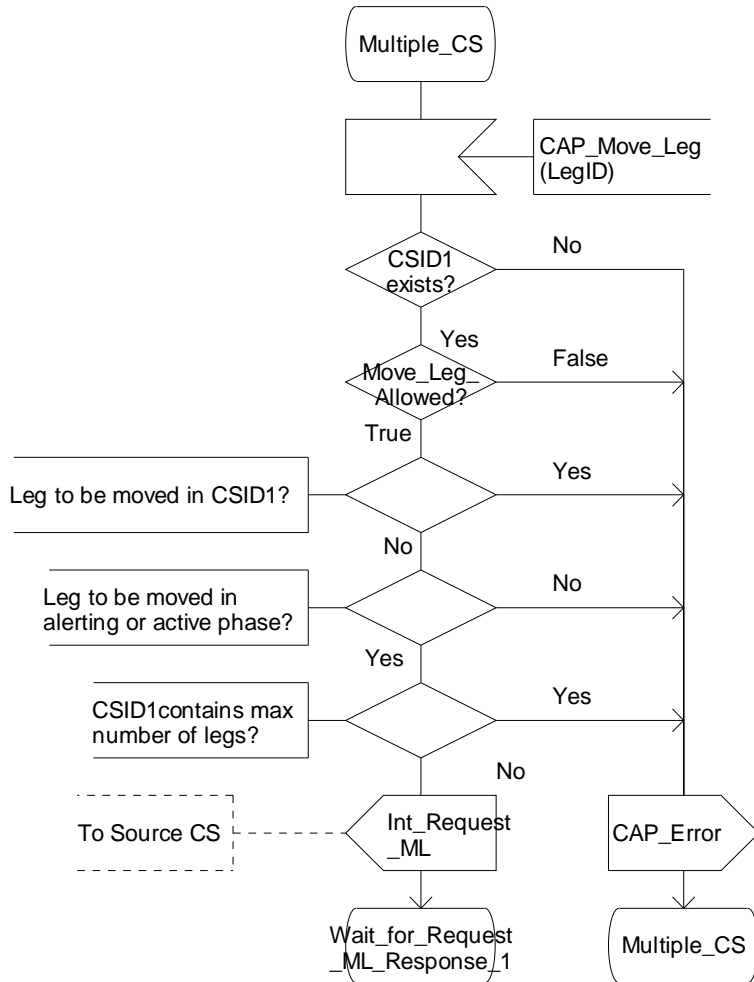 Multiple_CS
CAP_Move_Leg
(LegID)
CSID1
exists?
No
Yes
Move_Leg_
Allowed?
False
True
Leg to be moved in CSID1?
Yes
No
Leg to be moved in
alerting or active phase?
No
Yes
CSID1contains max
number of legs?
Yes
No
To Source CS
Int_Request
_ML
CAP_Error
Wait_for_Request
_ML_Response_1
Multiple_CS